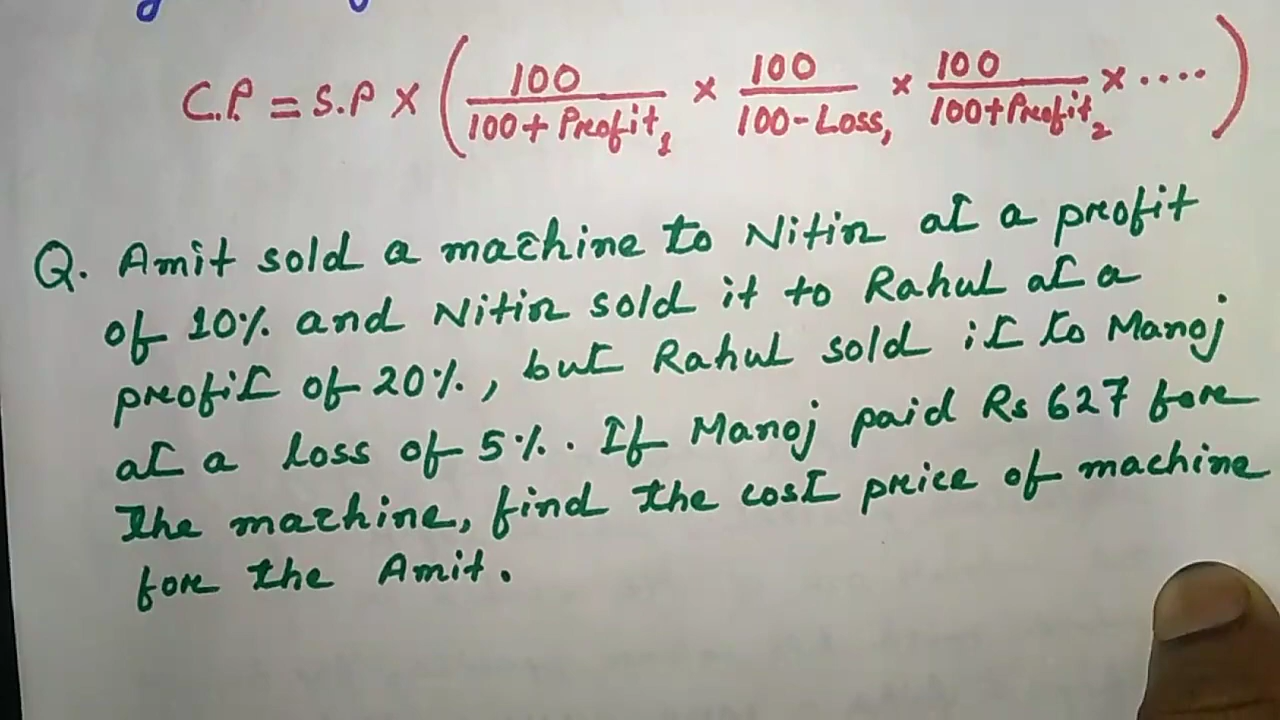 C.P. = S.P × ( 100 / 100 + Profit₁ × 100 / 100 - Loss₁ × 100 / 100 + Profit₂ × .... )
Q. Amit sold a machine to Nitin at a profit
of 10% and Nitin sold it to Rahul at a
profit of 20%, but Rahul sold it to Manoj
at a loss of 5%. If Manoj paid Rs 627 for
the machine, find the cost price of machine
for the Amit.